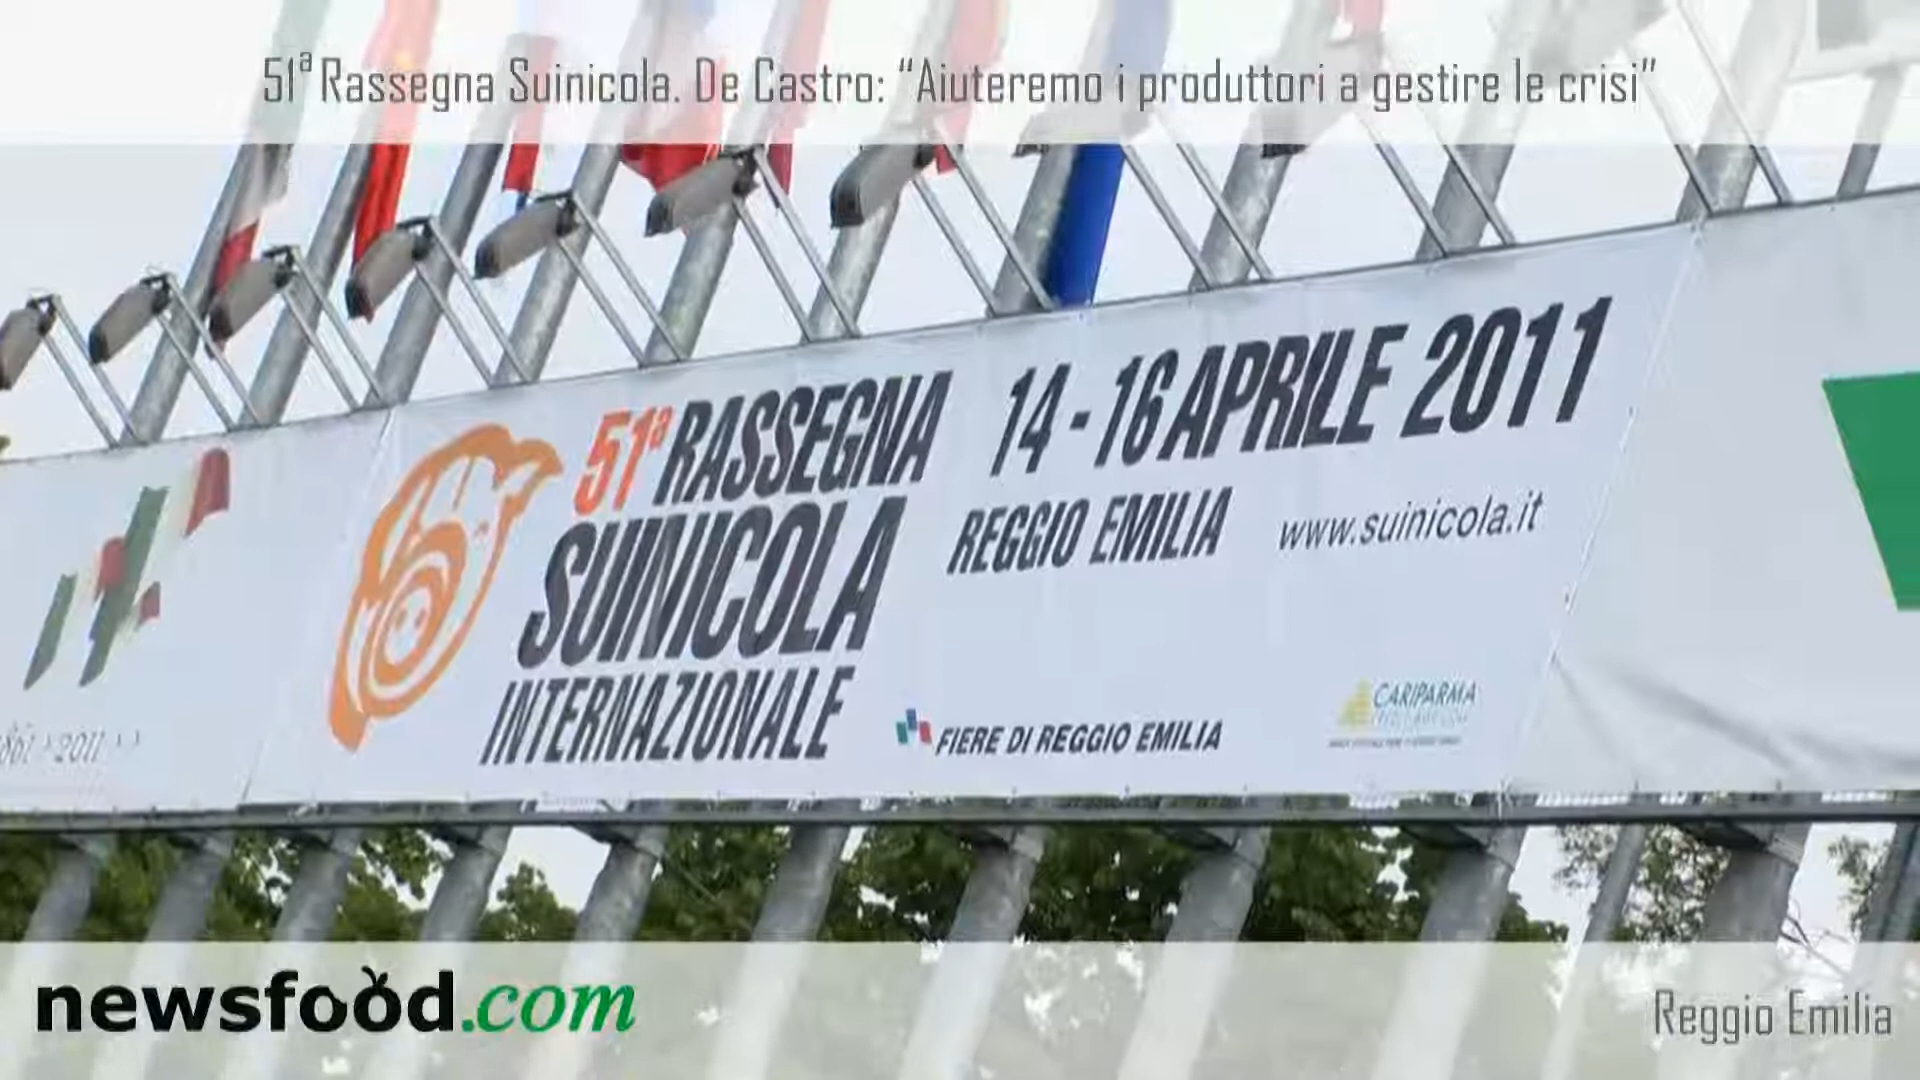 51ª Rassegna Suinicola. De Castro: “Aiuteremo i produttori a gestire le crisi”
51ª RASSEGNA
SUINICOLA
INTERNAZIONALE
14 - 16 APRILE 2011
REGGIO EMILIA www.suinicola.it
FIERE DI REGGIO EMILIA
CARIPARMA
2011
newsfood.com
Reggio Emilia